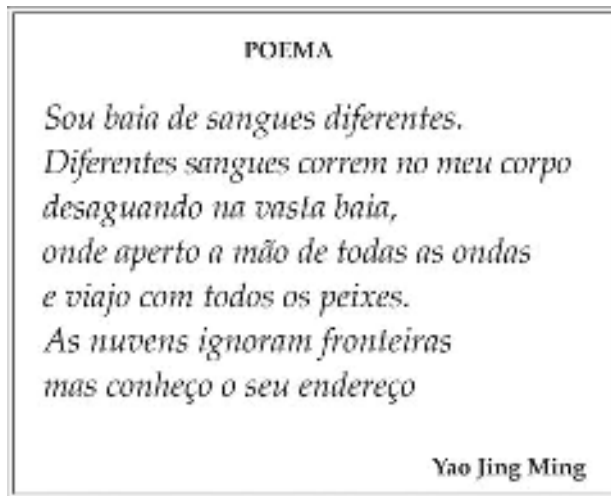 POEMA
Sou baia de sangues diferentes.
Diferentes sangues correm no meu corpo
desaguando na vasta baia,
onde aperto a mão de todas as ondas
e viajo com todos os peixes.
As nuvens ignoram fronteiras
mas conheço o seu endereço
Yao Jing Ming